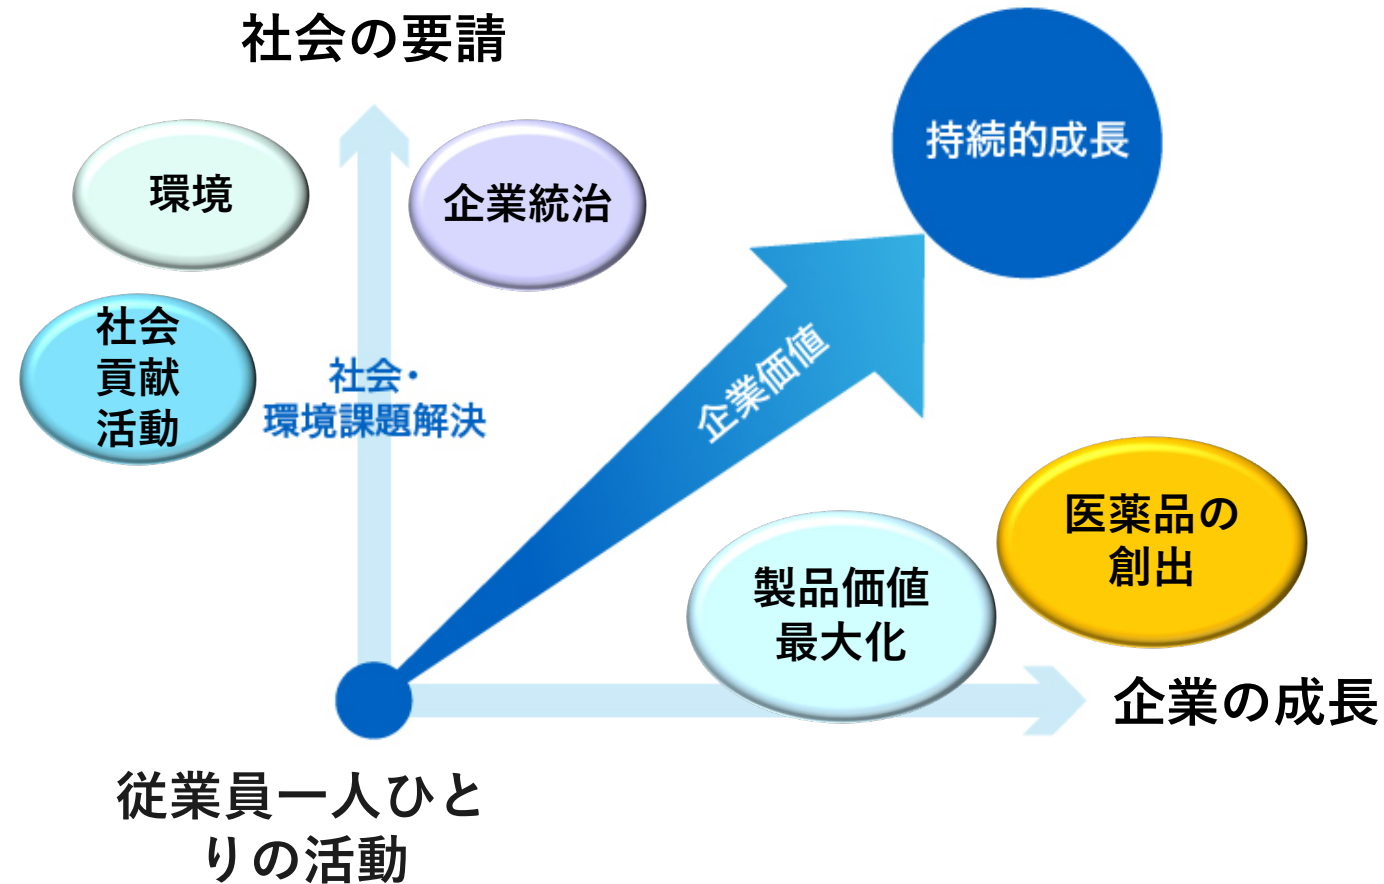 社会の要請
持続的成長
環境
企業統治
社会
貢献
活動
社会・
環境課題解決
企業価値
医薬品の
創出
製品価値
最大化
企業の成長
従業員一人ひと
りの活動